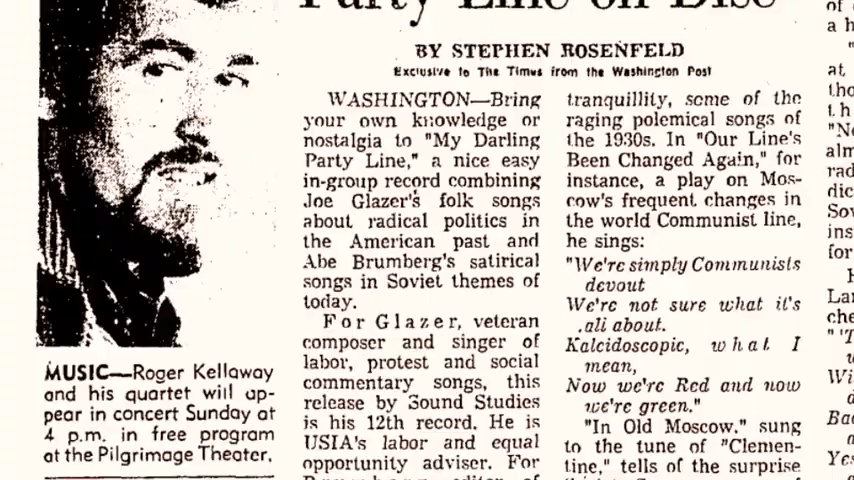 Party Line on Disc
BY STEPHEN ROSENFELD
Exclusive to The Times from the Washington Post
WASHINGTON—Bring
your own knowledge or
nostalgia to "My Darling
Party Line," a nice easy
in-group record combining
Joe Glazer's folk songs
about radical politics in
the American past and
Abe Brumberg's satirical
songs in Soviet themes of
today.
For Glazer, veteran
composer and singer of
labor, protest and social
commentary songs, this
release by Sound Studies
is his 12th record. He is
USIA's labor and equal
opportunity adviser. For
editor of
tranquillity, some of the
raging polemical songs of
the 1930s. In "Our Line's
Been Changed Again," for
instance, a play on Mos-
cow's frequent changes in
the world Communist line,
he sings:
"We're simply Communists
devout
We're not sure what it's
all about.
Kaleidoscopic, what I
mean,
Now we're Red and now
we're green."
"In Old Moscow," sung
to the tune of "Clemen-
tine," tells of the surprise
MUSIC—Roger Kellaway
and his quartet will ap-
pear in concert Sunday at
4 p.m. in free program
at the Pilgrimage Theater.